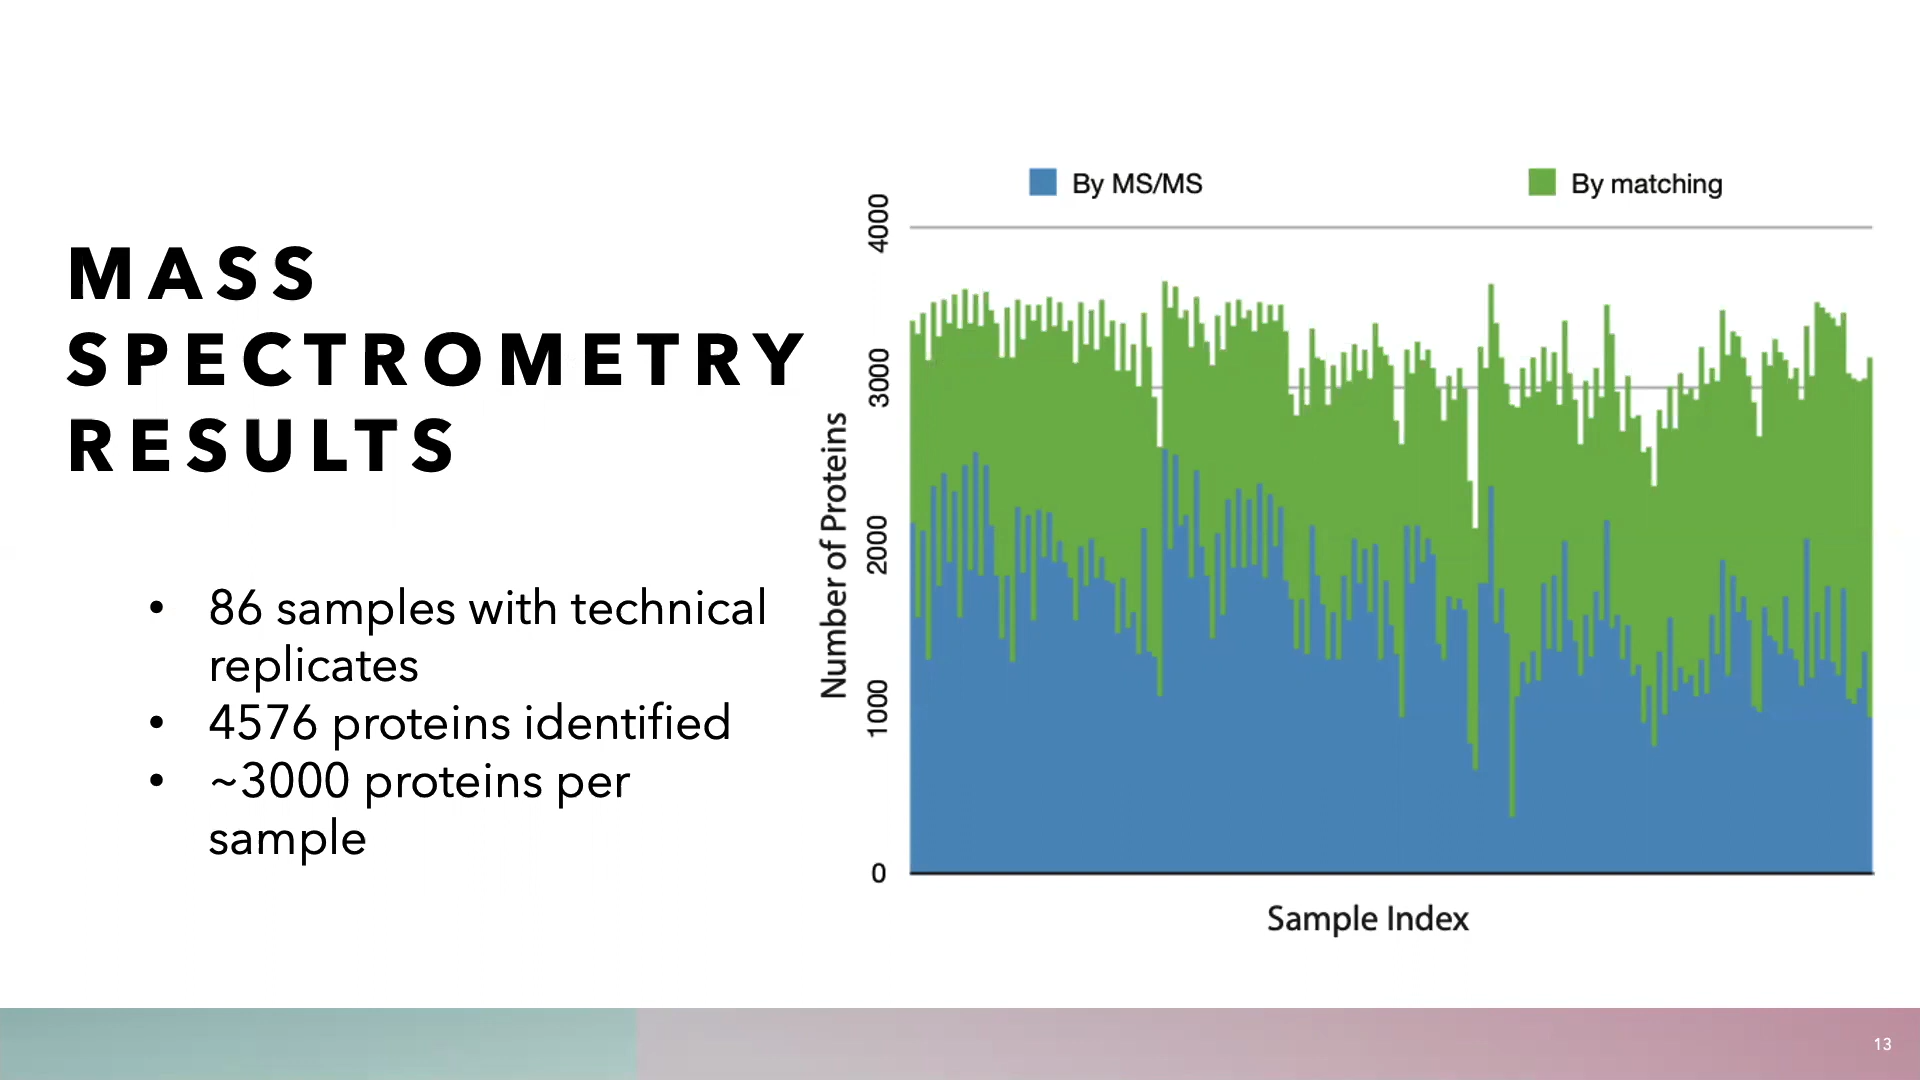 MASS
SPECTROMETRY
RESULTS
• 86 samples with technical
replicates
• 4576 proteins identified
• ~3000 proteins per
sample
By MS/MS
By matching
Number of Proteins
4000
3000
2000
1000
0
Sample Index
13